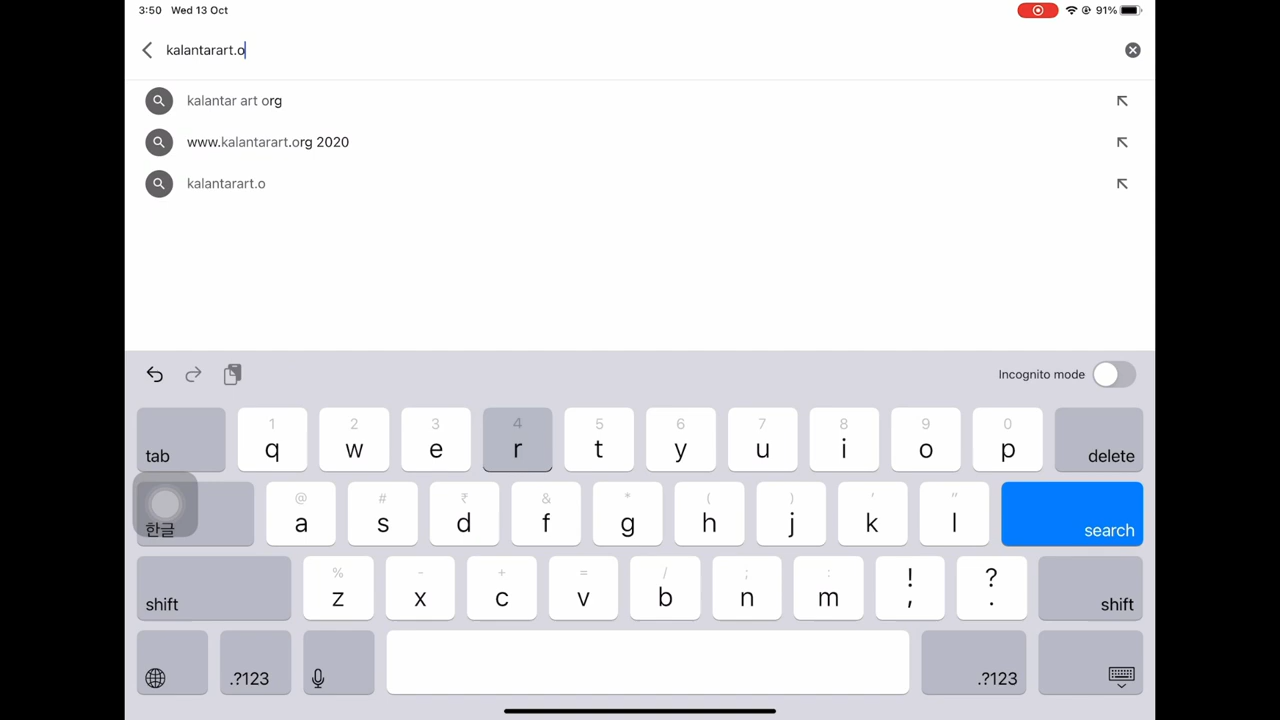 3:50 Wed 13 Oct 91%
kalantarart.o
kalantar art org
www.kalantarart.org 2020
kalantarart.o
Incognito mode
1 2 3 4 5 6 7 8 9 0
tab q w e r t y u i o p delete
@ # ₹ & * ( ) ' "
한글 a s d f g h j k l search
% - + = / ; : ! ?
shift z x c v b n m , . shift
.?123 .?123